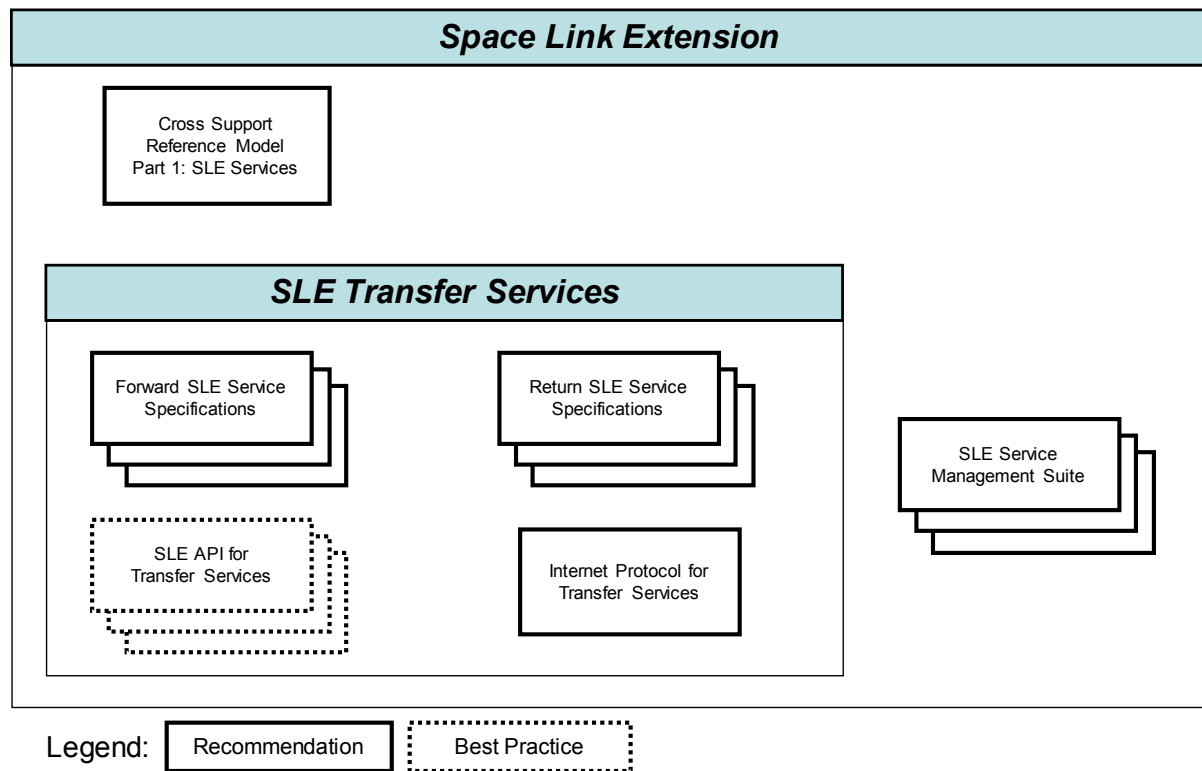 Space Link Extension
Cross Support
Reference Model
Part 1: SLE Services
SLE Transfer Services
Forward SLE Service
Specifications
Return SLE Service
Specifications
SLE Service
Management Suite
SLE API for
Transfer Services
Internet Protocol for
Transfer Services
Legend:
Recommendation
Best Practice